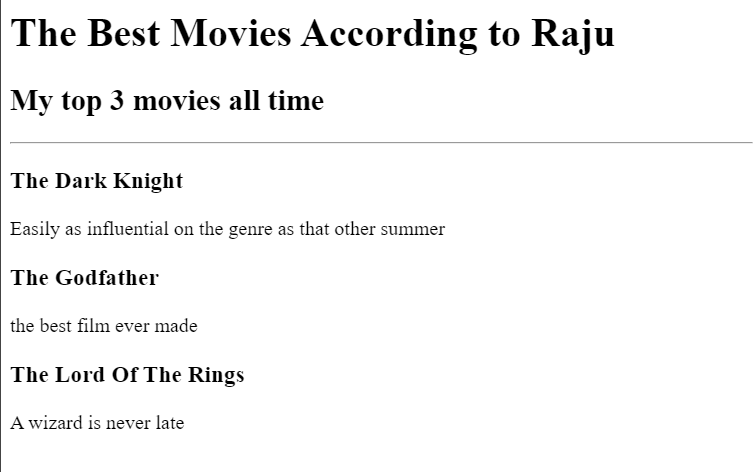 The Best Movies According to Raju
My top 3 movies all time
The Dark Knight
Easily as influential on the genre as that other summer
The Godfather
the best film ever made
The Lord Of The Rings
A wizard is never late